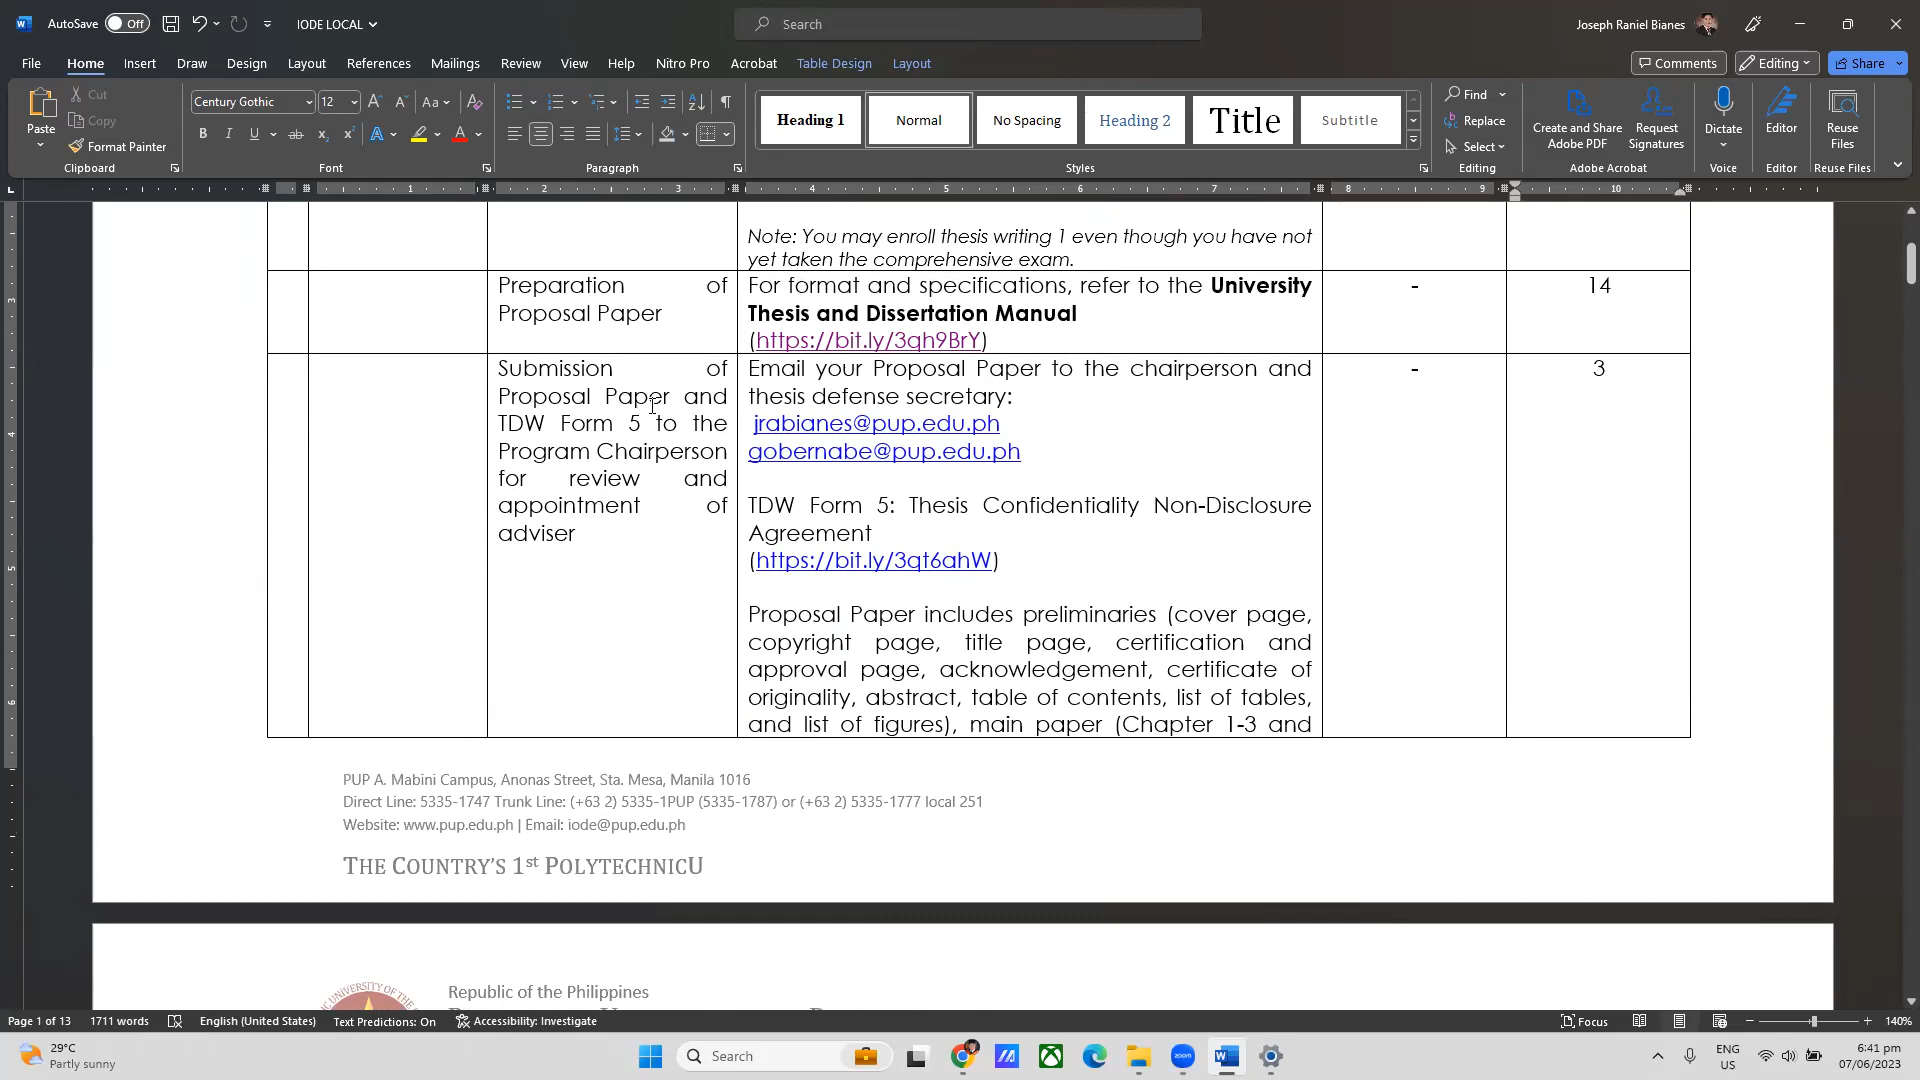 AutoSave Off IODE LOCAL Search Joseph Raniel Bianes
File Home Insert Draw Design Layout References Mailings Review View Help Nitro Pro Acrobat Table Design Layout Comments Editing Share
Paste Cut Copy Format Painter Clipboard
Century Gothic 12 Font
Paragraph
Heading 1 Normal No Spacing Heading 2 Title Subtitle Styles
Find Replace Select Editing
Create and Share Adobe PDF Request Signatures Adobe Acrobat
Dictate Voice
Editor Editor
Reuse Files Reuse Files
1 2 3 4 5 6 7 8 9 10
Note: You may enroll thesis writing 1 even though you have not
yet taken the comprehensive exam.
Preparation of
Proposal Paper
For format and specifications, refer to the University
Thesis and Dissertation Manual
(https://bit.ly/3qh9BrY)
- 14
Submission of
Proposal Paper and
TDW Form 5 to the
Program Chairperson
for review and
appointment of
adviser
Email your Proposal Paper to the chairperson and
thesis defense secretary:
jrabianes@pup.edu.ph
gobernabe@pup.edu.ph
TDW Form 5: Thesis Confidentiality Non-Disclosure
Agreement
(https://bit.ly/3qt6ahW)
Proposal Paper includes preliminaries (cover page,
copyright page, title page, certification and
approval page, acknowledgement, certificate of
originality, abstract, table of contents, list of tables,
and list of figures), main paper (Chapter 1-3 and
- 3
PUP A. Mabini Campus, Anonas Street, Sta. Mesa, Manila 1016
Direct Line: 5335-1747 Trunk Line: (+63 2) 5335-1PUP (5335-1787) or (+63 2) 5335-1777 local 251
Website: www.pup.edu.ph | Email: iode@pup.edu.ph
THE COUNTRY'S 1st POLYTECHNICU
Republic of the Philippines
Page 1 of 13 1711 words English (United States) Text Predictions: On Accessibility: Investigate Focus 140%
29°C
Partly sunny
Search
zoom
ENG
US
6:41 pm
07/06/2023